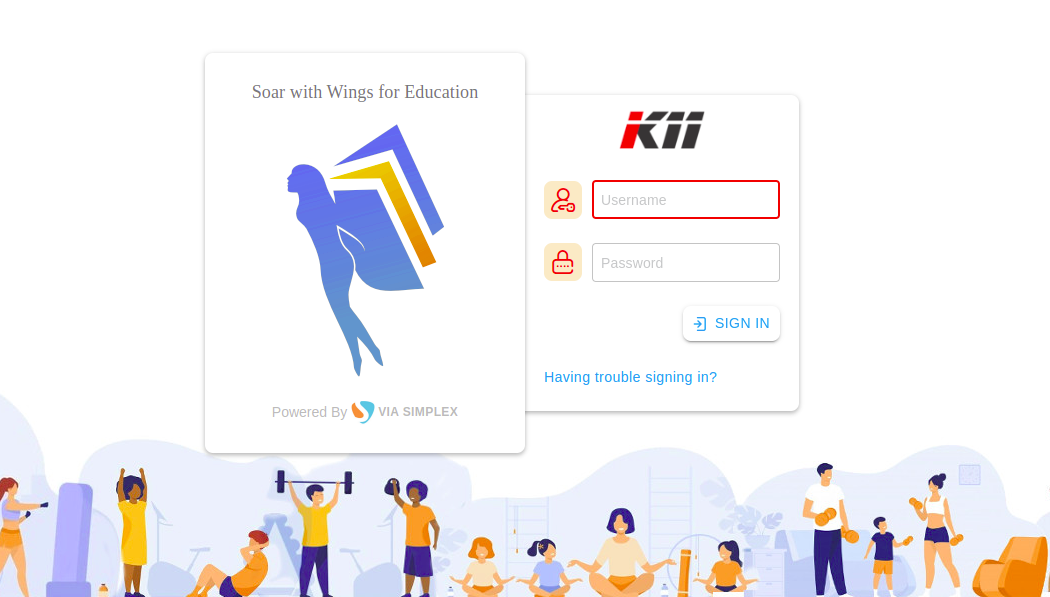 Soar with Wings for Education
Powered By VIA SIMPLEX
KII
Username
Password
SIGN IN
Having trouble signing in?